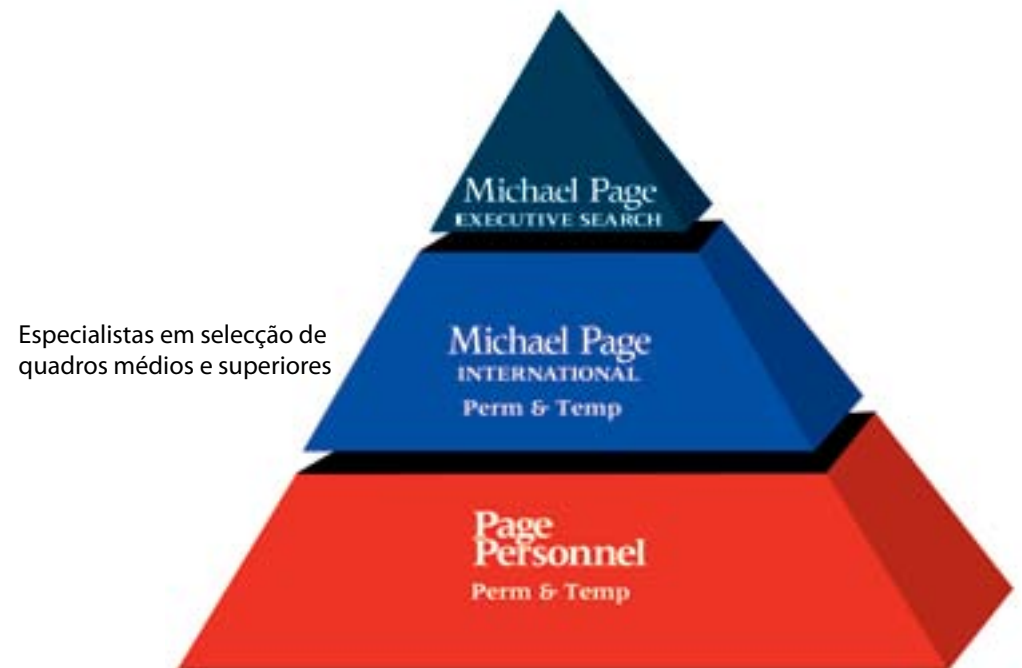 Michael Page
EXECUTIVE SEARCH
Especialistas em selecção de
quadros médios e superiores
Michael Page
INTERNATIONAL
Perm & Temp
Page
Personnel
Perm & Temp